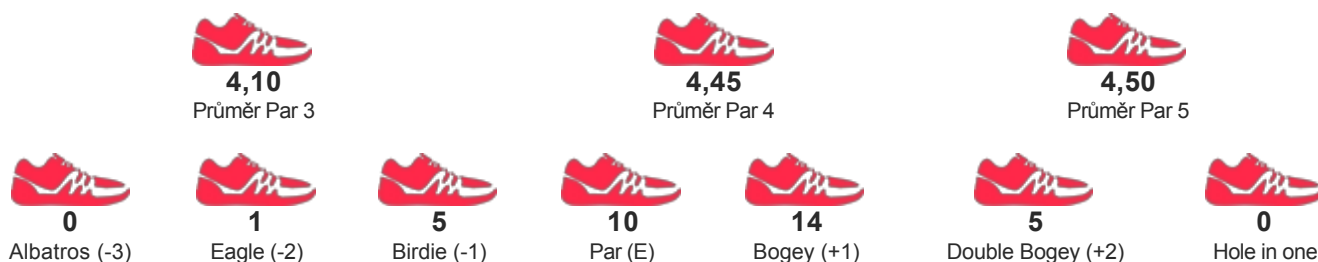 4,10 4,45 4,50
Průměr Par 3 Průměr Par 4 Průměr Par 5
0 1 5 10 14 5 0
Albatros (-3) Eagle (-2) Birdie (-1) Par (E) Bogey (+1) Double Bogey (+2) Hole in one